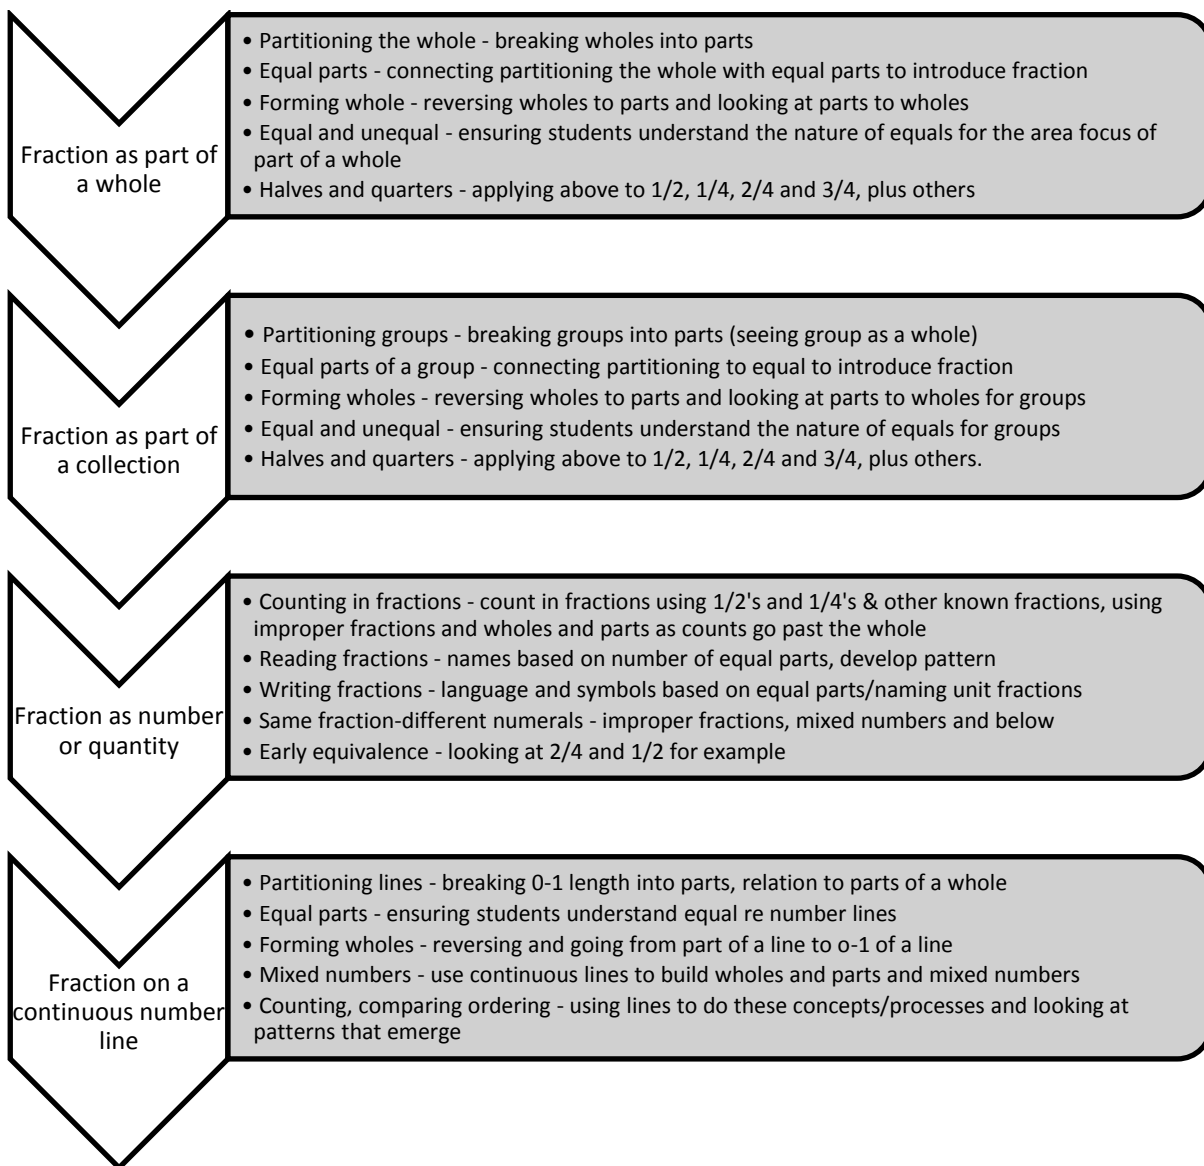 Fraction as part of
a whole
• Partitioning the whole - breaking wholes into parts
• Equal parts - connecting partitioning the whole with equal parts to introduce fraction
• Forming whole - reversing wholes to parts and looking at parts to wholes
• Equal and unequal - ensuring students understand the nature of equals for the area focus of
part of a whole
• Halves and quarters - applying above to 1/2, 1/4, 2/4 and 3/4, plus others
Fraction as part of
a collection
• Partitioning groups - breaking groups into parts (seeing group as a whole)
• Equal parts of a group - connecting partitioning to equal to introduce fraction
• Forming wholes - reversing wholes to parts and looking at parts to wholes for groups
• Equal and unequal - ensuring students understand the nature of equals for groups
• Halves and quarters - applying above to 1/2, 1/4, 2/4 and 3/4, plus others.
Fraction as number
or quantity
• Counting in fractions - count in fractions using 1/2's and 1/4's & other known fractions, using
improper fractions and wholes and parts as counts go past the whole
• Reading fractions - names based on number of equal parts, develop pattern
• Writing fractions - language and symbols based on equal parts/naming unit fractions
• Same fraction-different numerals - improper fractions, mixed numbers and below
• Early equivalence - looking at 2/4 and 1/2 for example
Fraction on a
continuous number
line
• Partitioning lines - breaking 0-1 length into parts, relation to parts of a whole
• Equal parts - ensuring students understand equal re number lines
• Forming wholes - reversing and going from part of a line to o-1 of a line
• Mixed numbers - use continuous lines to build wholes and parts and mixed numbers
• Counting, comparing ordering - using lines to do these concepts/processes and looking at
patterns that emerge